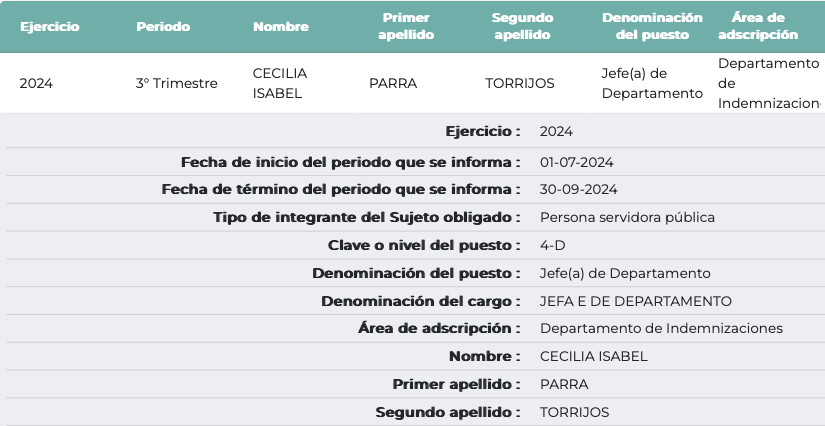 Ejercicio Periodo Nombre Primer apellido Segundo apellido Denominación del puesto Área de adscripción
2024 3° Trimestre CECILIA ISABEL PARRA TORRIJOS Jefe(a) de Departamento Departamento de Indemnizacion
Ejercicio : 2024
Fecha de inicio del periodo que se informa : 01-07-2024
Fecha de término del periodo que se informa : 30-09-2024
Tipo de integrante del Sujeto obligado : Persona servidora pública
Clave o nivel del puesto : 4-D
Denominación del puesto : Jefe(a) de Departamento
Denominación del cargo : JEFA E DE DEPARTAMENTO
Área de adscripción : Departamento de Indemnizaciones
Nombre : CECILIA ISABEL
Primer apellido : PARRA
Segundo apellido : TORRIJOS